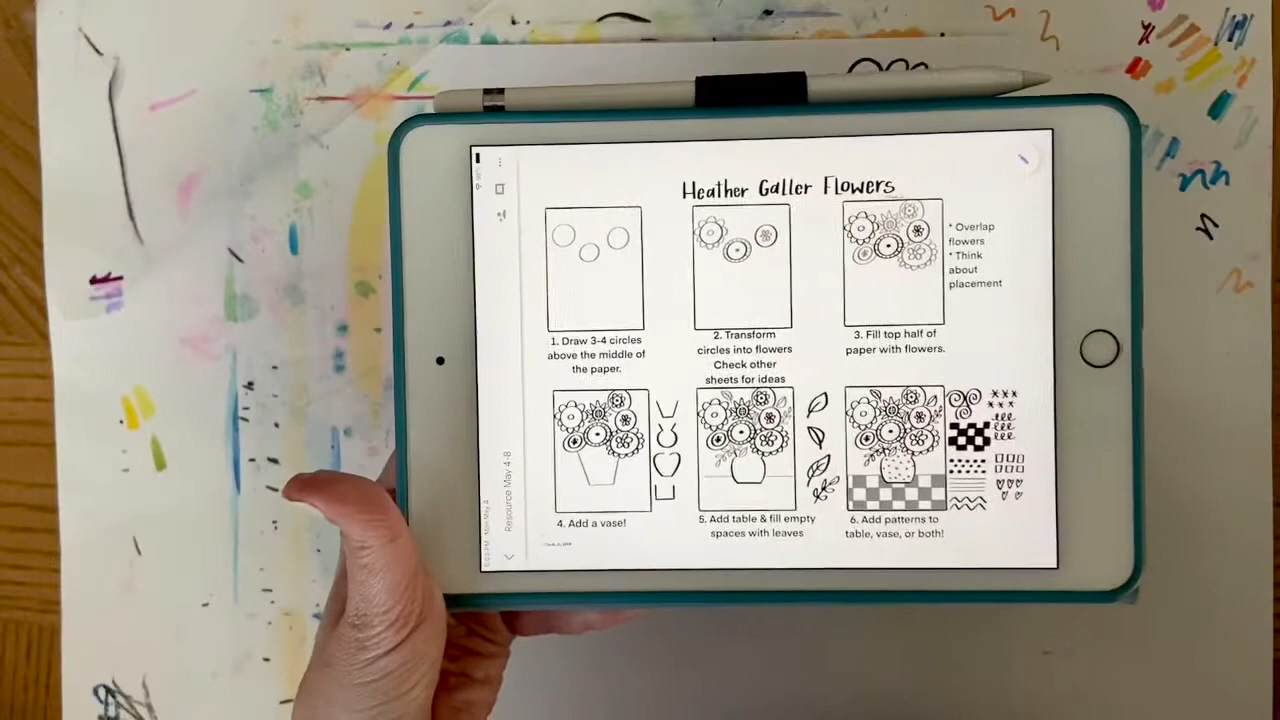 Heather Galler Flowers
1. Draw 3-4 circles
above the middle of
the paper.
2. Transform
circles into flowers
Check other
sheets for ideas
3. Fill top half of
paper with flowers.
* Overlap
flowers
* Think
about
placement
4. Add a vase!
5. Add table & fill empty
spaces with leaves
6. Add patterns to
table, vase, or both!
Resource May 4-8